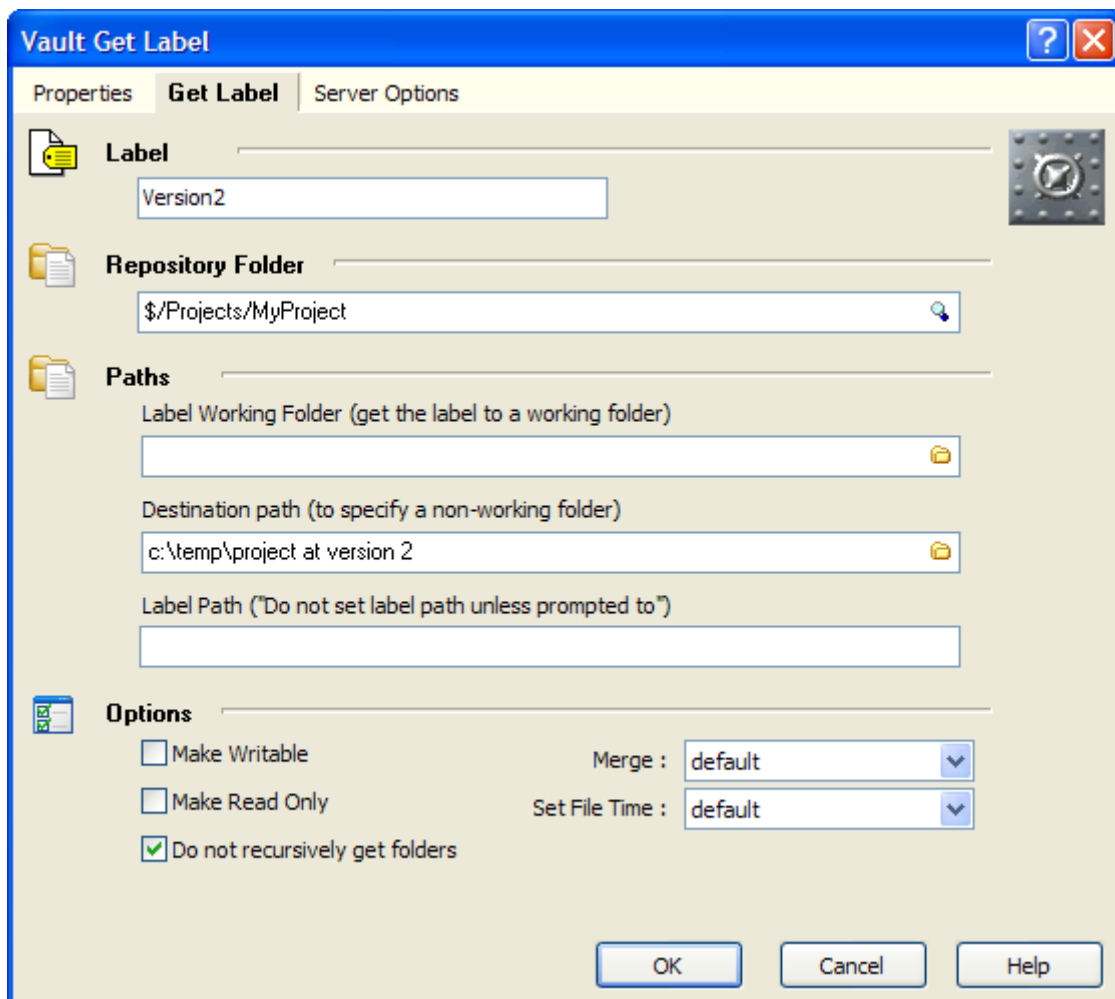 Vault Get Label
Properties Get Label Server Options
Label
Version2
Repository Folder
$/Projects/MyProject
Paths
Label Working Folder (get the label to a working folder)
Destination path (to specify a non-working folder)
c:\temp\project at version 2
Label Path ("Do not set label path unless prompted to")
Options
Make Writable Merge : default
Make Read Only Set File Time : default
Do not recursively get folders
OK Cancel Help